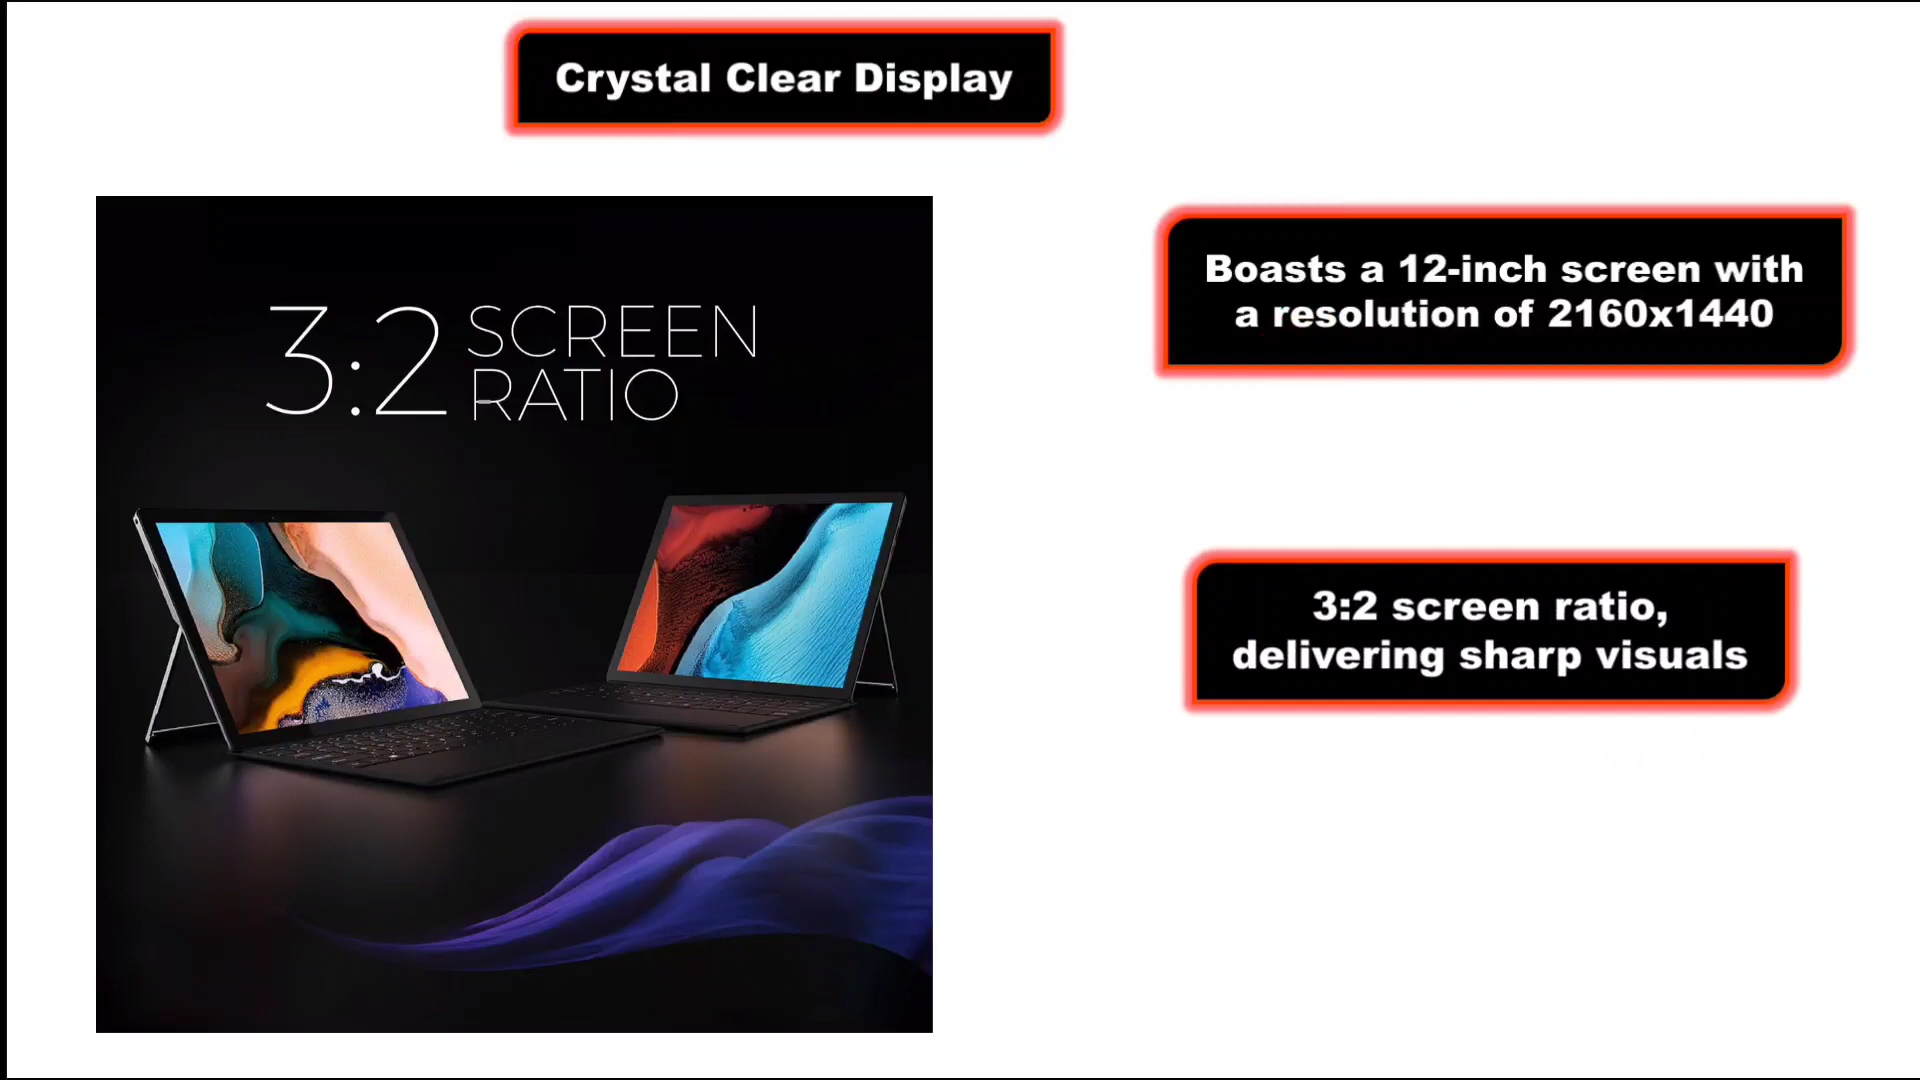 Crystal Clear Display
3:2 SCREEN
RATIO
Boasts a 12-inch screen with
a resolution of 2160x1440
3:2 screen ratio,
delivering sharp visuals